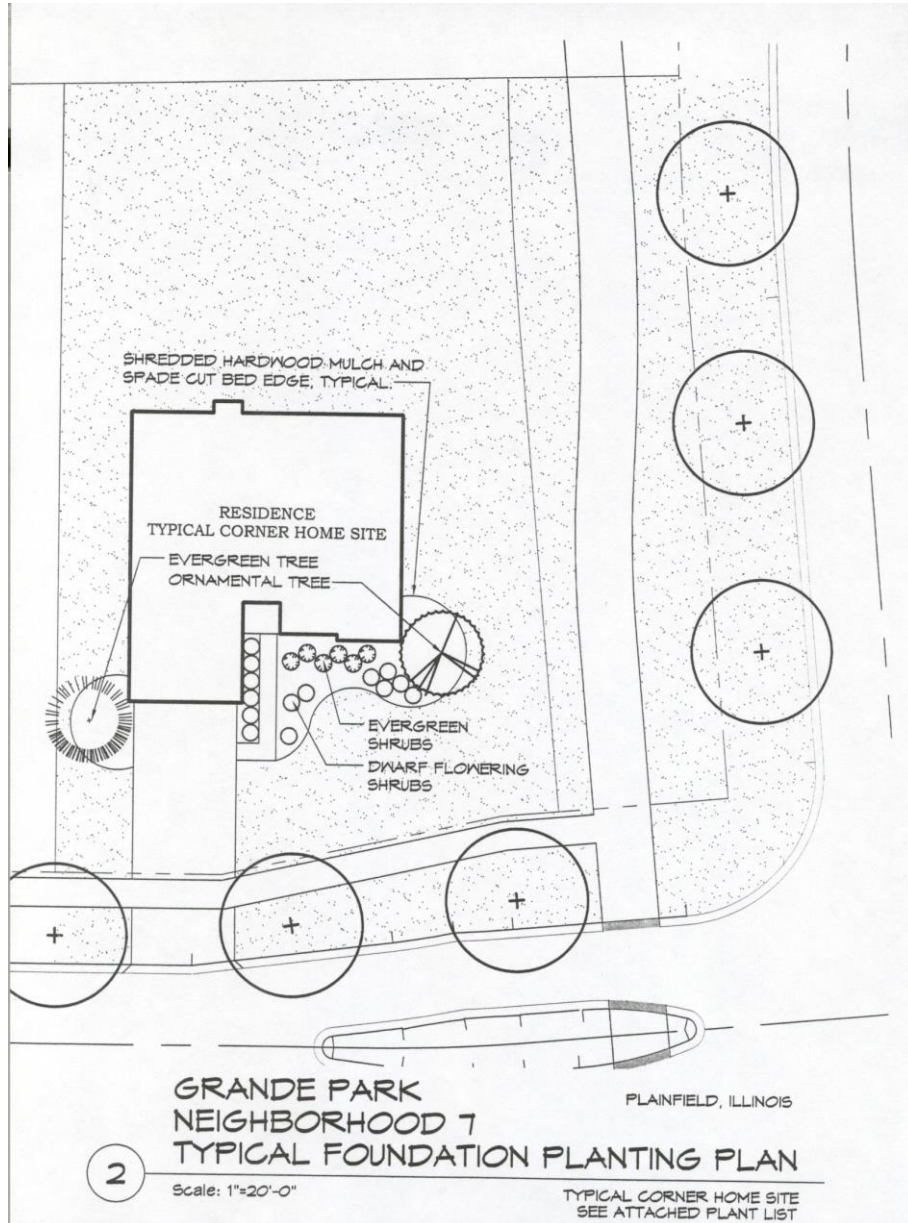 SHREDDED HARDWOOD MULCH AND
SPADE CUT BED EDGE, TYPICAL.
RESIDENCE
TYPICAL CORNER HOME SITE
EVERGREEN TREE
ORNAMENTAL TREE
EVERGREEN
SHRUBS
DWARF FLOWERING
SHRUBS
GRANDE PARK
NEIGHBORHOOD 7
TYPICAL FOUNDATION PLANTING PLAN
PLAINFIELD, ILLINOIS
2
Scale: 1"=20'-0"
TYPICAL CORNER HOME SITE
SEE ATTACHED PLANT LIST